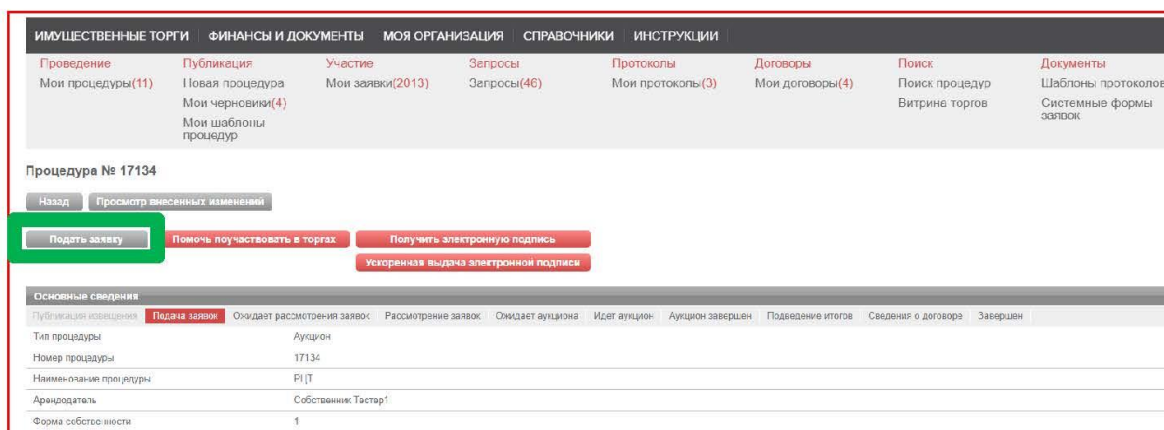 ИМУЩЕСТВЕННЫЕ ТОРГИ ФИНАНСЫ И ДОКУМЕНТЫ МОЯ ОРГАНИЗАЦИЯ СПРАВОЧНИКИ ИНСТРУКЦИИ
Проведение Публикация Участие Запросы Протоколы Договоры Поиск Документы
Мои процедуры(11) Новая процедура Мои заявки(2013) Запросы(46) Мои протоколы(3) Мои договоры(4) Поиск процедур Шаблоны протоколов
Мои черновики(4) Витрина торгов Системные формы
Мои шаблоны заявок
процедур
Процедура № 17134
Назад Просмотр внесенных изменений
Подать заявку Помочь поучаствовать в торгах Получить электронную подпись
Ускоренная выдача электронной подписи
Основные сведения
Публикация извещения Подача заявок Ожидает рассмотрения заявок Рассмотрение заявок Ожидает аукциона Идет аукцион Аукцион завершен Подведение итогов Сведения о договоре Завершен
Тип процедуры Аукцион
Номер процедуры 17134
Наименование процедуры
Арендодатель Собственник Тестер1
Форма собственности 1